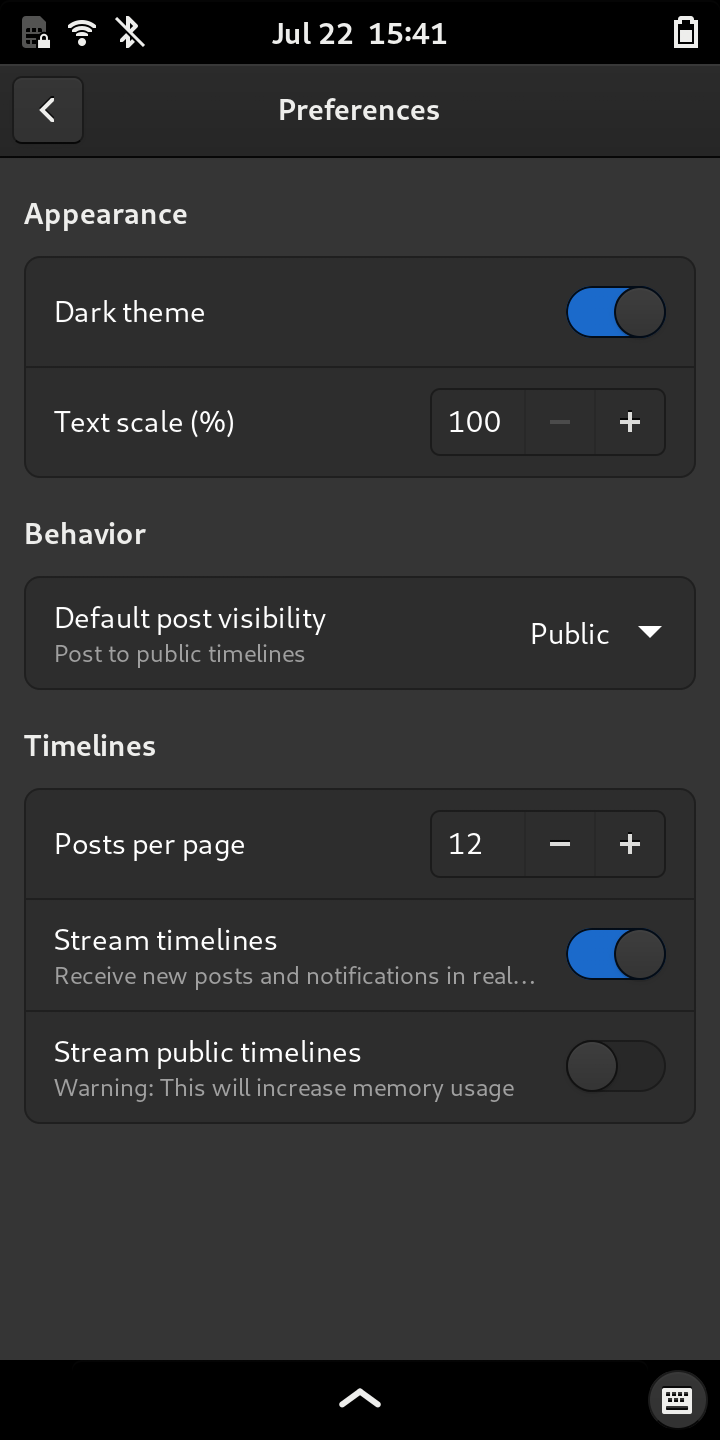 Jul 22 15:41
Preferences
Appearance
Dark theme
Text scale (%)
100
Behavior
Default post visibility
Post to public timelines
Public
Timelines
Posts per page
12
Stream timelines
Receive new posts and notifications in real…
Stream public timelines
Warning: This will increase memory usage